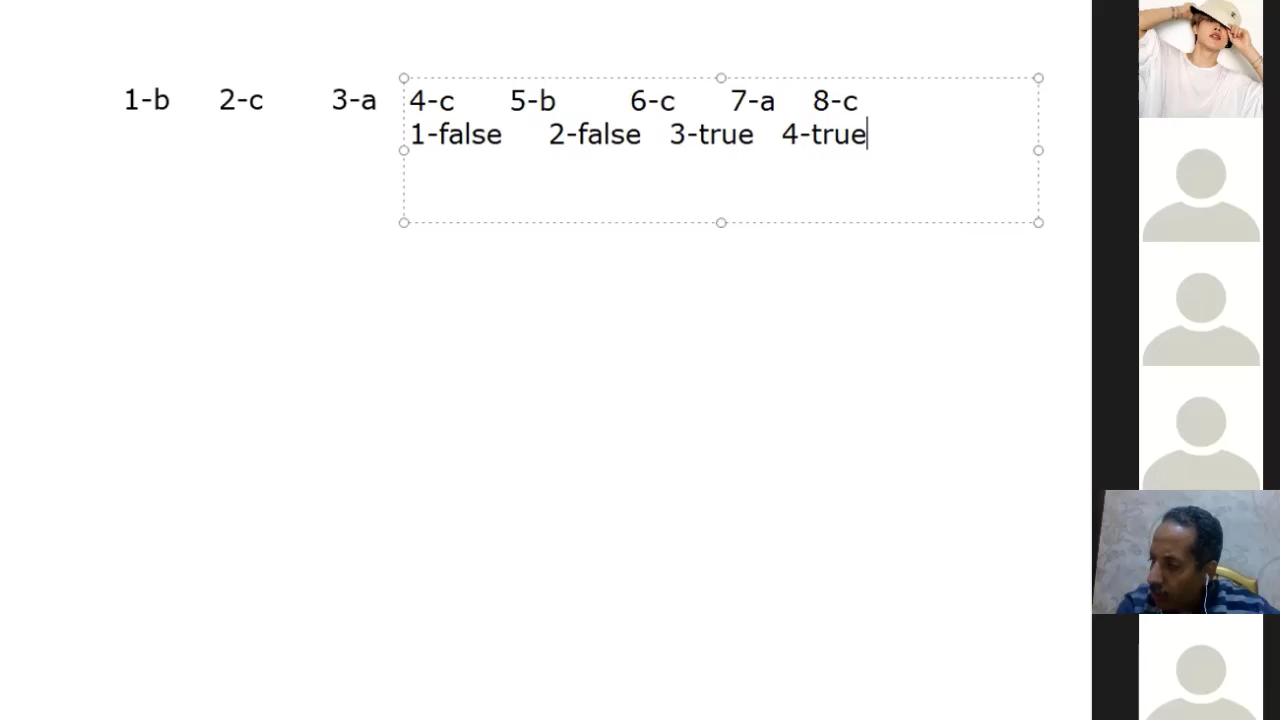 1-b 2-c 3-a 4-c 5-b 6-c 7-a 8-c
1-false 2-false 3-true 4-true